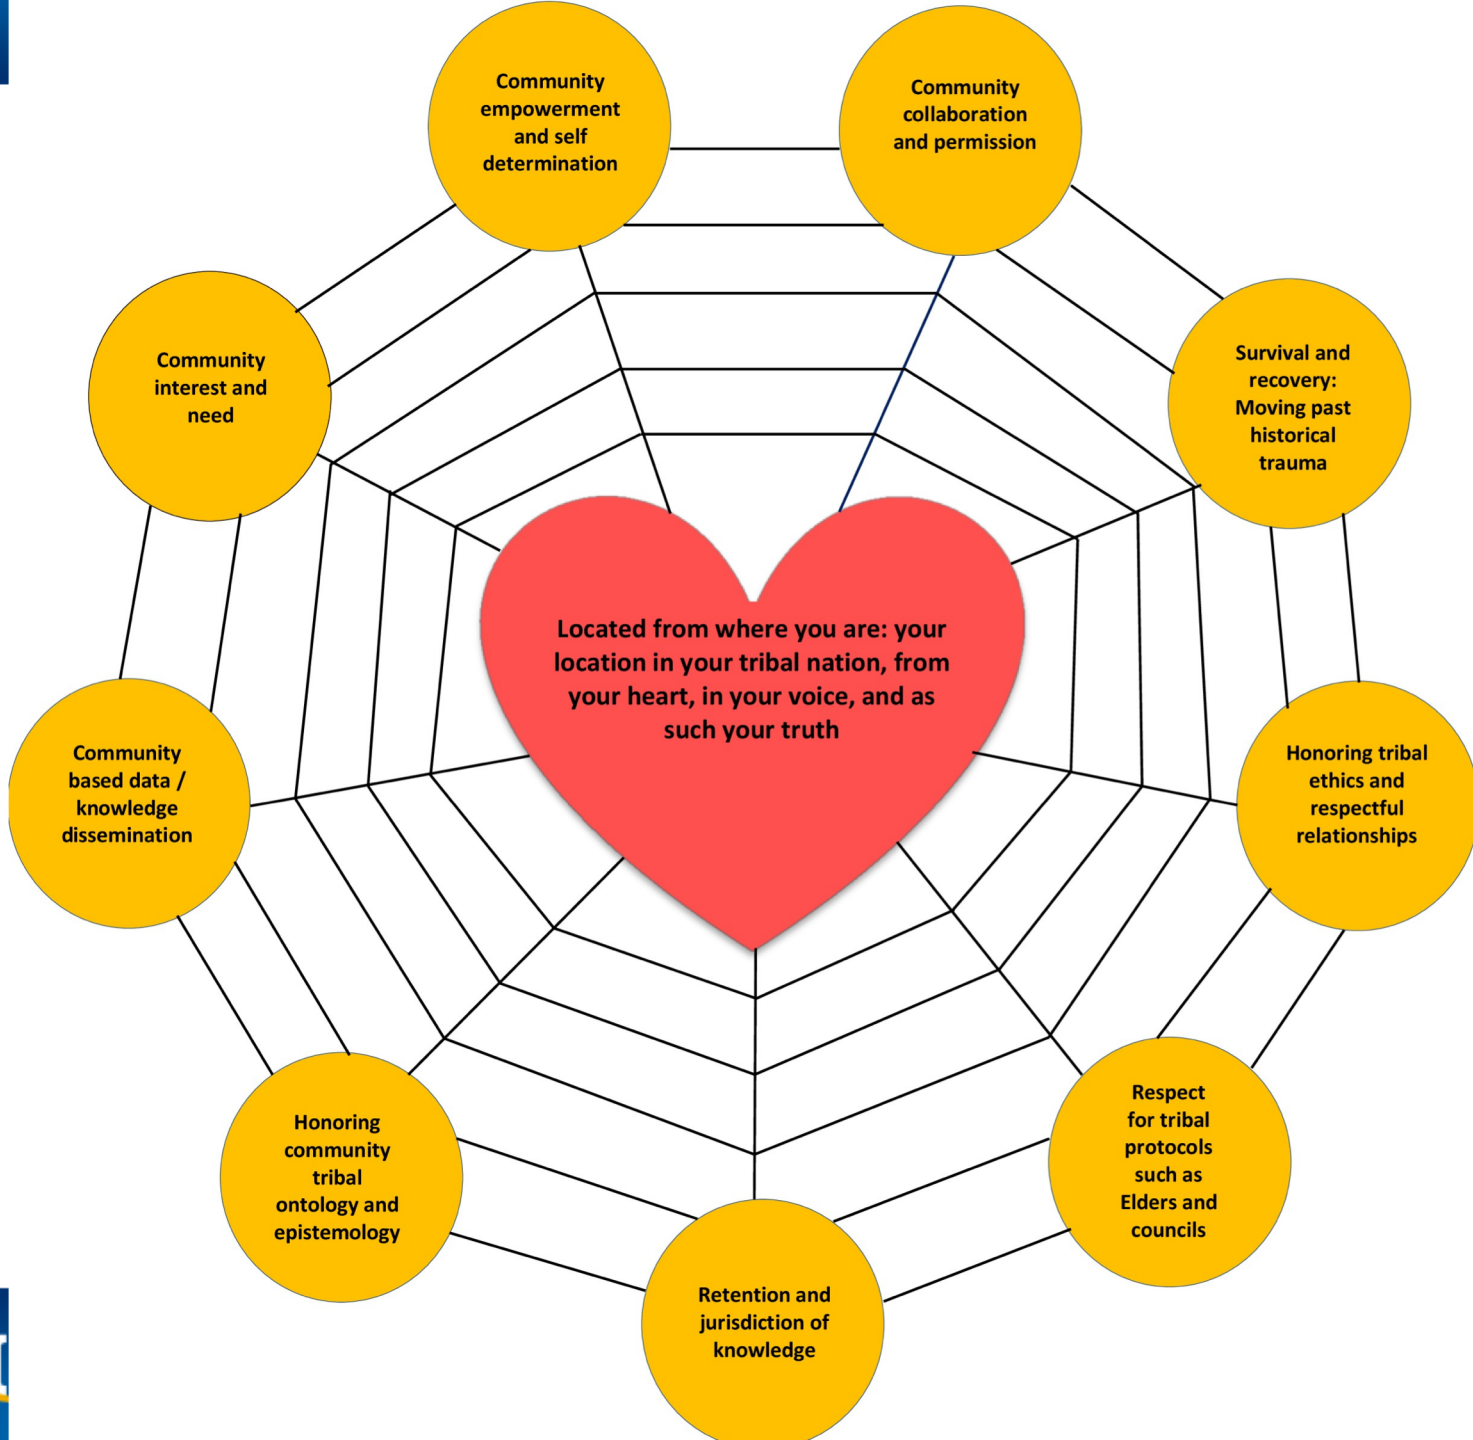 Community
empowerment
and self
determination
Community
collaboration
and permission
Survival and
recovery:
Moving past
historical
trauma
Community
interest and
need
Located from where you are: your
location in your tribal nation, from
your heart, in your voice, and as
such your truth
Community
based data /
knowledge
dissemination
Honoring tribal
ethics and
respectful
relationships
Honoring
community
tribal
ontology and
epistemology
Respect
for tribal
protocols
such as
Elders and
councils
Retention and
jurisdiction of
knowledge